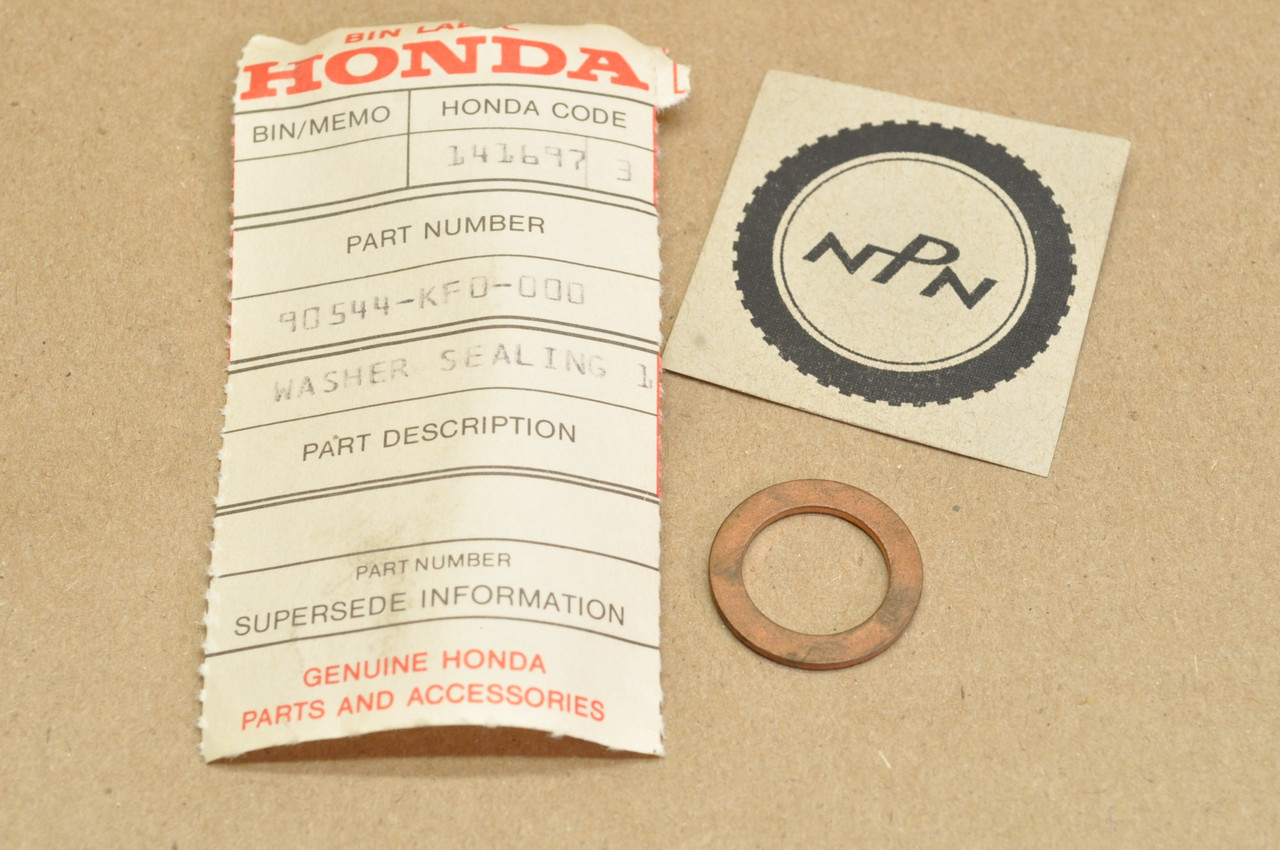 BIN LABEL
HONDA
BIN/MEMO HONDA CODE
141697 3
PART NUMBER
90544-KF0-000
WASHER SEALING 1
PART DESCRIPTION
PART NUMBER
SUPERSEDE INFORMATION
GENUINE HONDA
PARTS AND ACCESSORIES
NPN